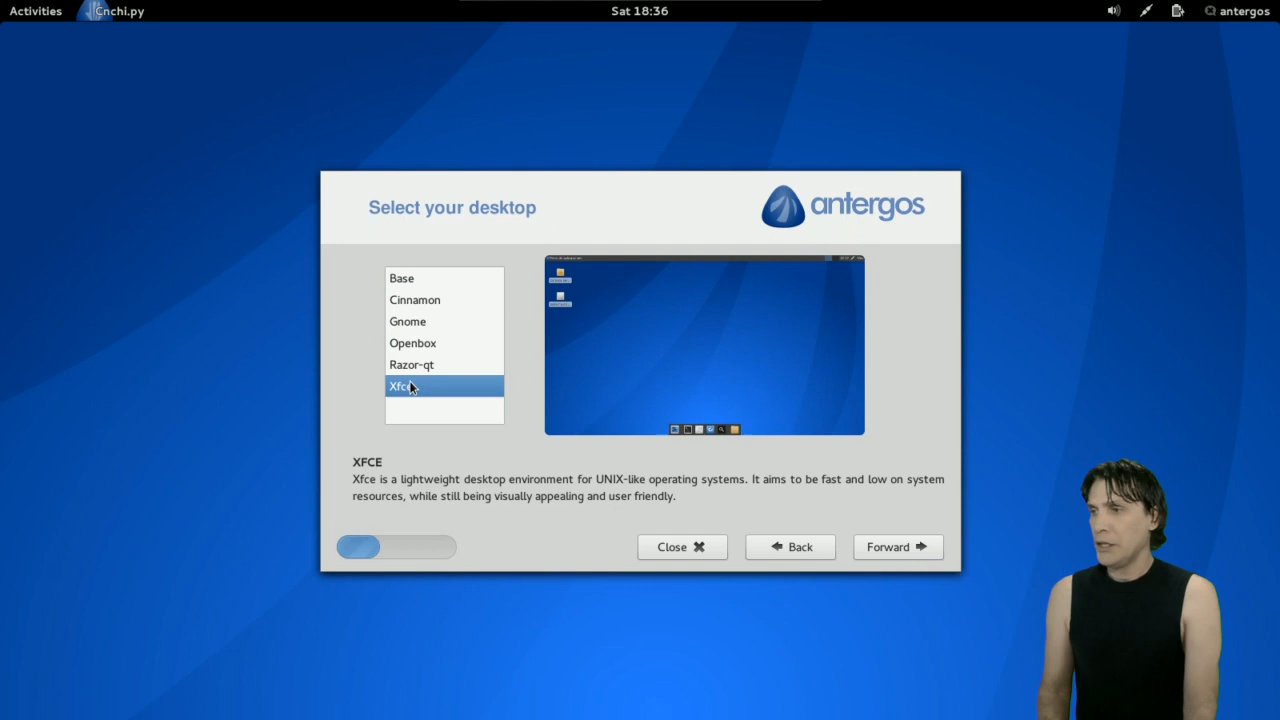 Activities
Cnchi.py
Sat 18:36
antergos
Select your desktop
antergos
Base
Cinnamon
Gnome
Openbox
Razor-qt
Xfce
XFCE
Xfce is a lightweight desktop environment for UNIX-like operating systems. It aims to be fast and low on system
resources, while still being visually appealing and user friendly.
Close
Back
Forward